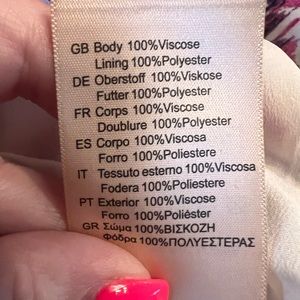 GB Body 100%Viscose
Lining 100%Polyester
DE Oberstoff 100%Viskose
Futter 100%Polyester
FR Corps 100%Viscose
Doublure 100%Polyester
ES Corpo 100%Viscosa
Forro 100%Poliestere
IT Tessuto esterno 100%Viscosa
Fodera 100%Poliestere
PT Exterior 100%Viscose
Forro 100%Poliéster
GR Σώμα 100%ΒΙΣΚΟΖΗ
Φόδρα 100%ΠΟΛΥΕΣΤΕΡΑΣ